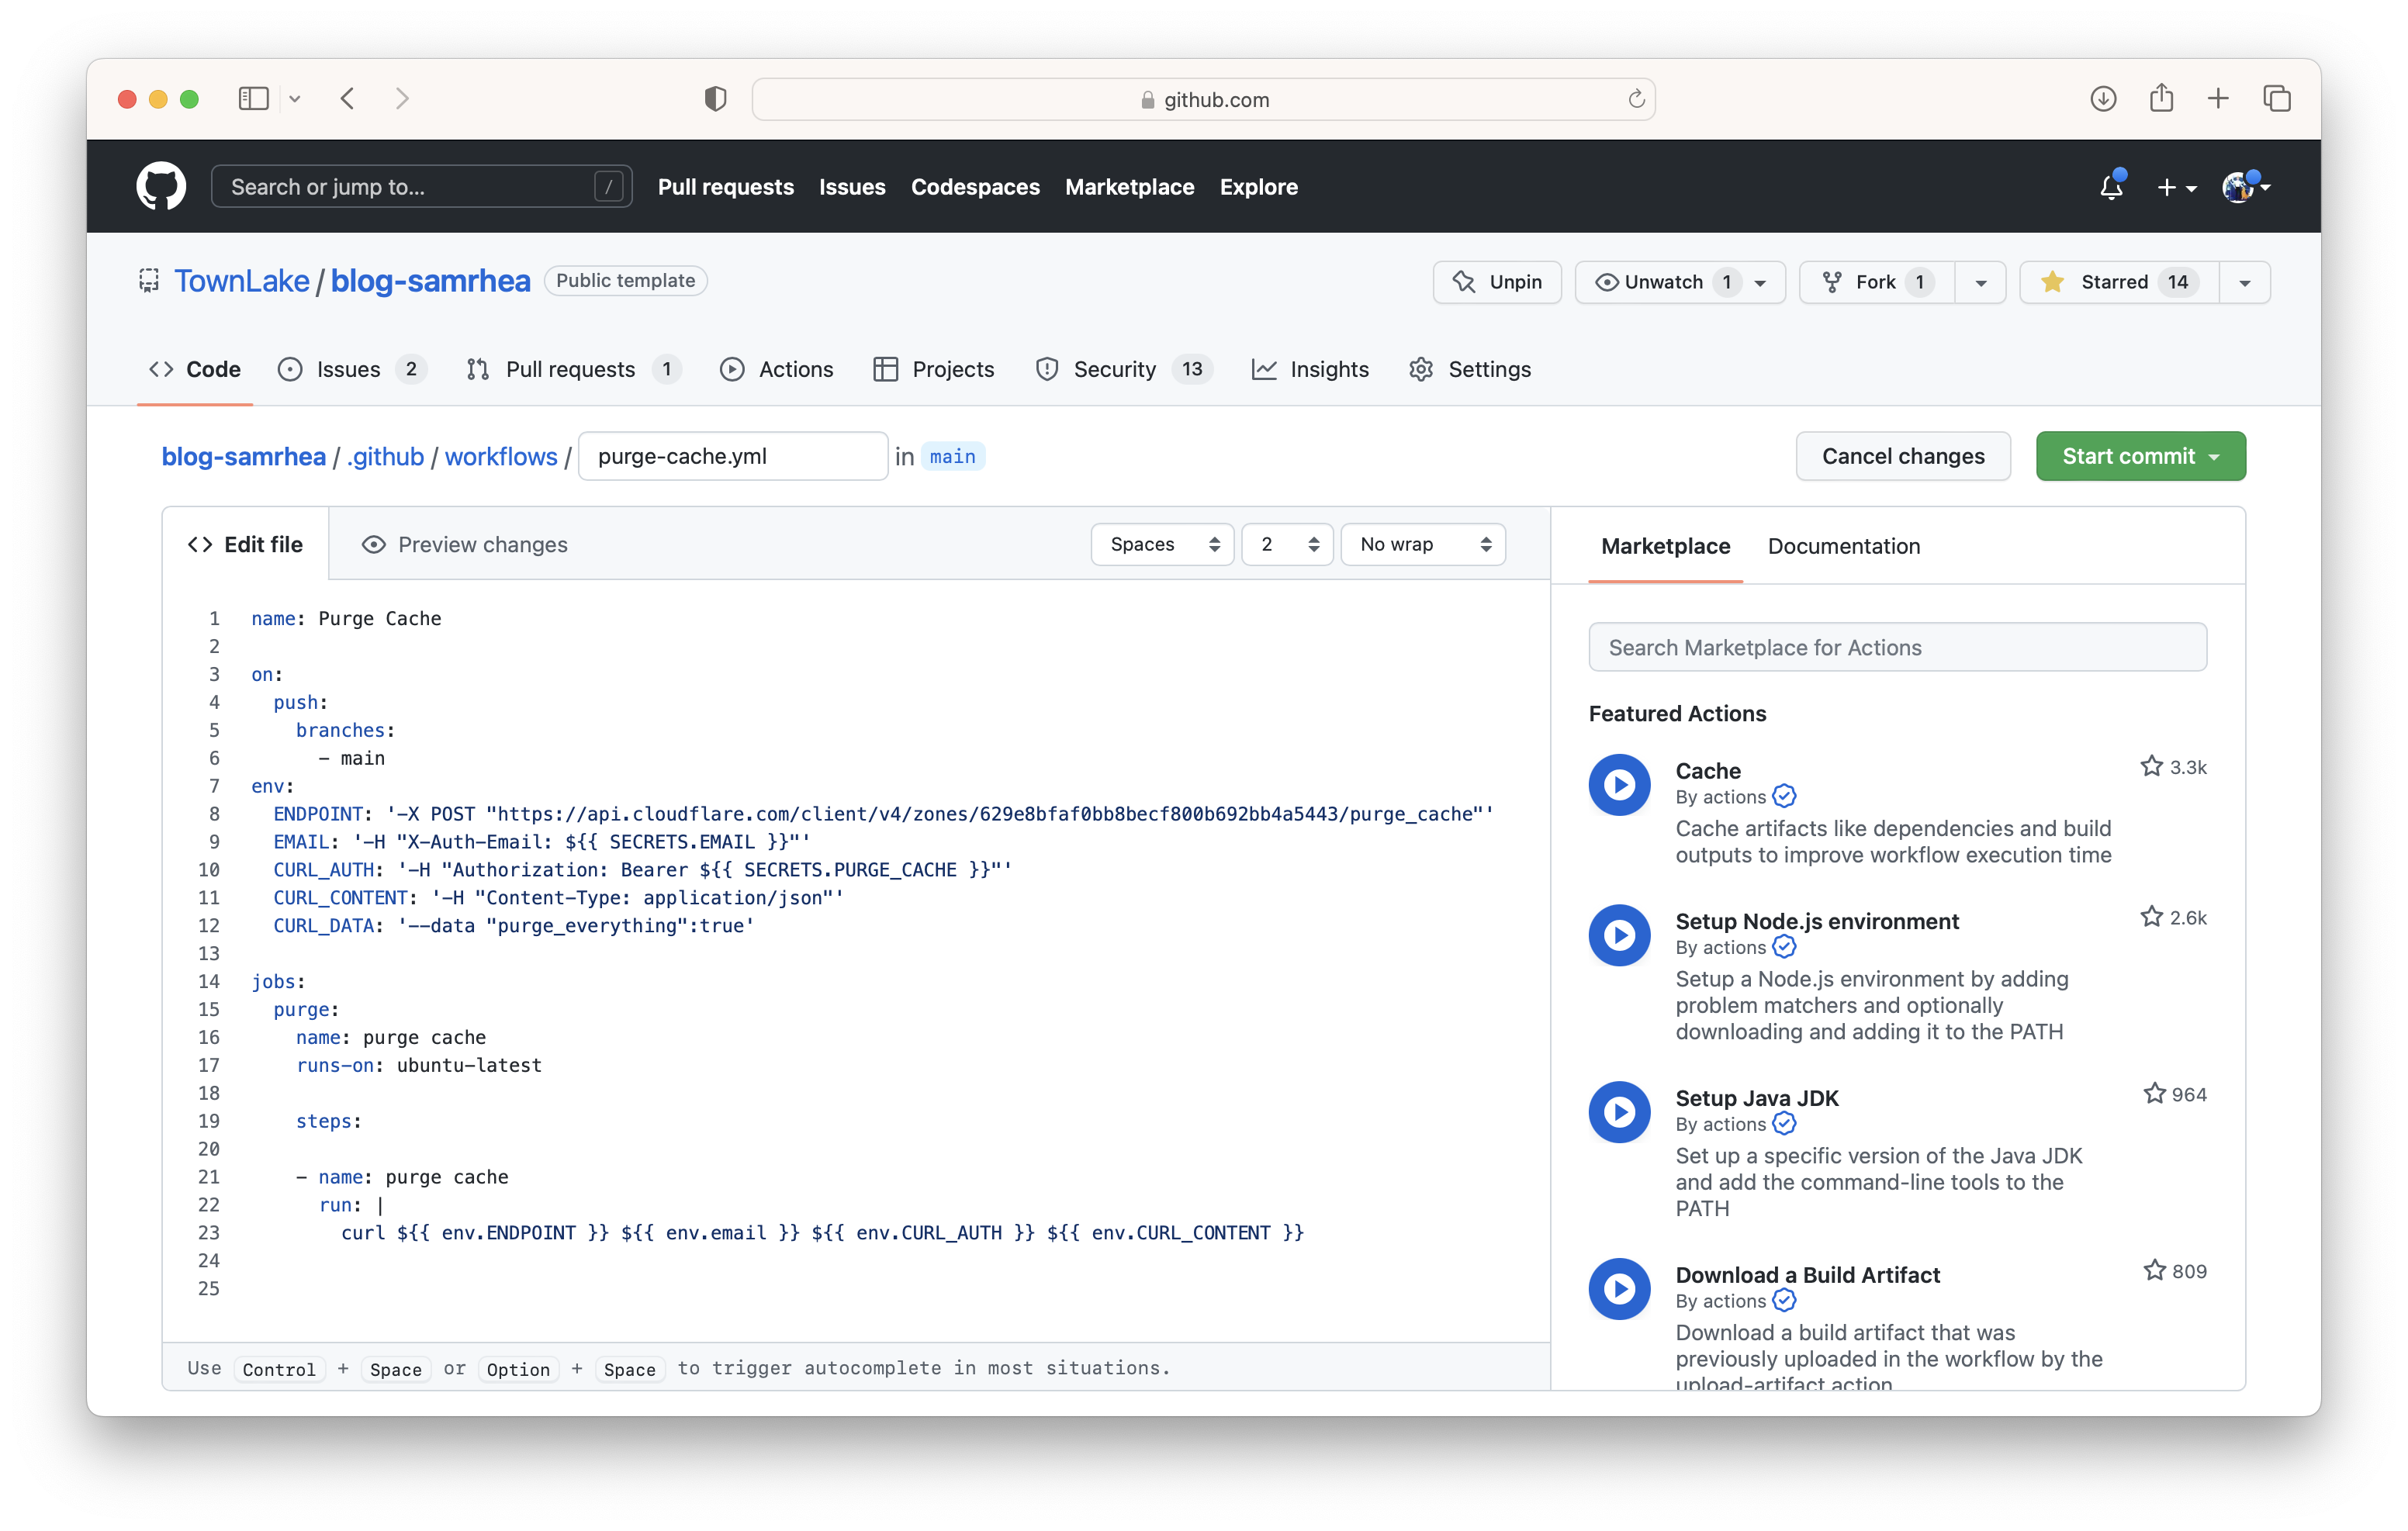 github.com
Search or jump to... /
Pull requests Issues Codespaces Marketplace Explore
TownLake / blog-samrhea Public template
Unpin Unwatch 1 Fork 1 Starred 14
Code Issues 2 Pull requests 1 Actions Projects Security 13 Insights Settings
blog-samrhea / .github / workflows / purge-cache.yml in main
Cancel changes Start commit
Edit file Preview changes Spaces 2 No wrap
1 name: Purge Cache
2
3 on:
4 push:
5 branches:
6 - main
7 env:
8 ENDPOINT: '-X POST "https://api.cloudflare.com/client/v4/zones/629e8bfaf0bb8becf800b692bb4a5443/purge_cache"'
9 EMAIL: '-H "X-Auth-Email: ${{ SECRETS.EMAIL }}"'
10 CURL_AUTH: '-H "Authorization: Bearer ${{ SECRETS.PURGE_CACHE }}"'
11 CURL_CONTENT: '-H "Content-Type: application/json"'
12 CURL_DATA: '--data "purge_everything":true'
13
14 jobs:
15 purge:
16 name: purge cache
17 runs-on: ubuntu-latest
18
19 steps:
20
21 - name: purge cache
22 run: |
23 curl ${{ env.ENDPOINT }} ${{ env.email }} ${{ env.CURL_AUTH }} ${{ env.CURL_CONTENT }}
24
25
Use Control + Space or Option + Space to trigger autocomplete in most situations.
Marketplace Documentation
Search Marketplace for Actions
Featured Actions
Cache 3.3k
By actions
Cache artifacts like dependencies and build
outputs to improve workflow execution time
Setup Node.js environment 2.6k
By actions
Setup a Node.js environment by adding
problem matchers and optionally
downloading and adding it to the PATH
Setup Java JDK 964
By actions
Set up a specific version of the Java JDK
and add the command-line tools to the
PATH
Download a Build Artifact 809
By actions
Download a build artifact that was
previously uploaded in the workflow by the
upload-artifact action